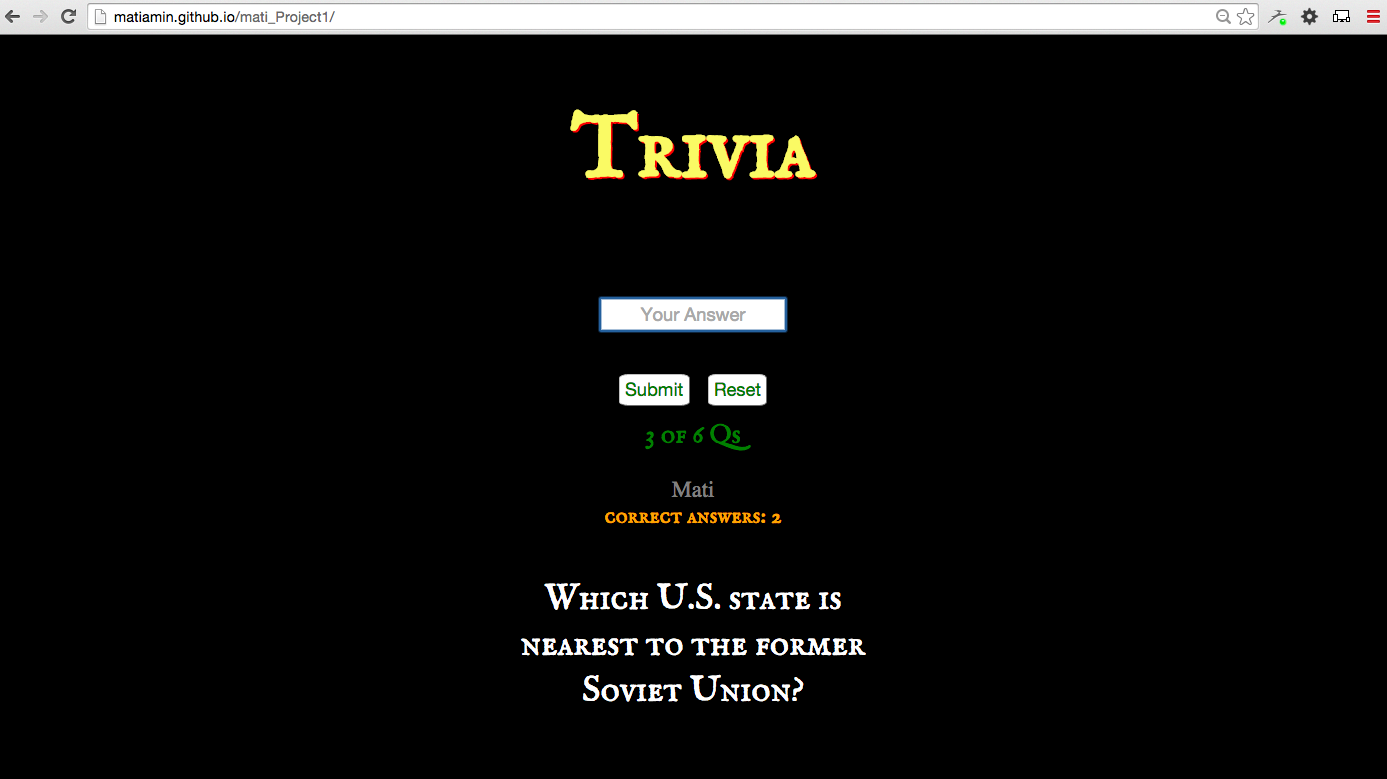 matiamin.github.io/mati_Project1/
Trivia
Your Answer
Submit Reset
3 of 6 Qs
Mati
correct answers: 2
Which U.S. state is
nearest to the former
Soviet Union?